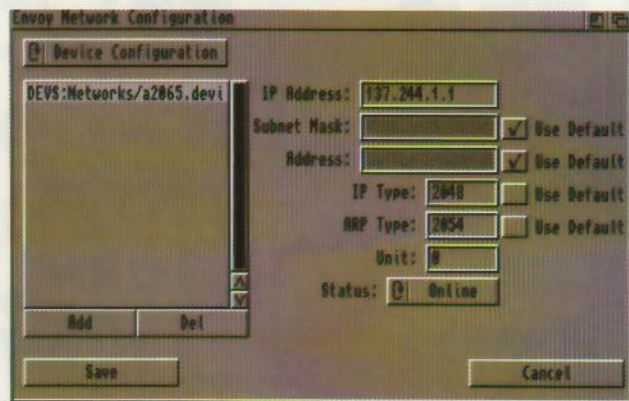 Envoy Network Configuration
Device Configuration
DEVS:Networks/a2065.devi
IP Address: 137.244.1.1
Subnet Mask: Use Default
Address: Use Default
IP Type: 2048 Use Default
ARP Type: 2054 Use Default
Unit: 0
Status: Online
Add Del
Save Cancel